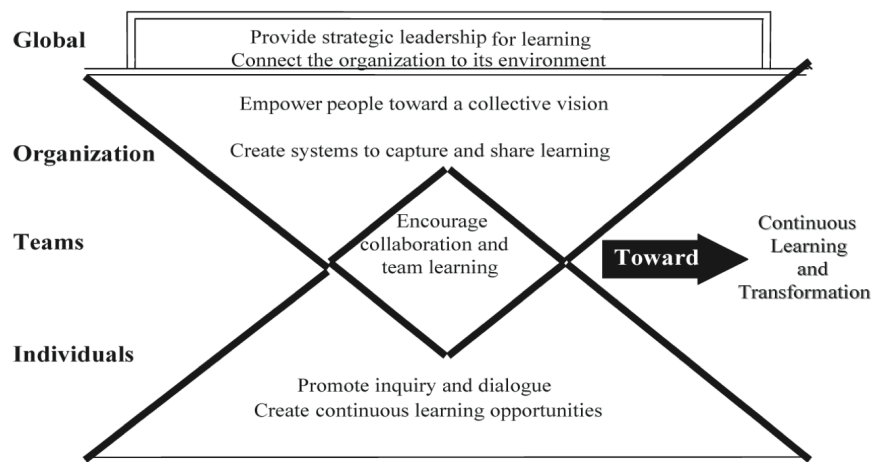 Global
Provide strategic leadership for learning
Connect the organization to its environment
Empower people toward a collective vision
Organization
Create systems to capture and share learning
Teams
Encourage
collaboration and
team learning
Toward
Continuous
Learning
and
Transformation
Individuals
Promote inquiry and dialogue
Create continuous learning opportunities